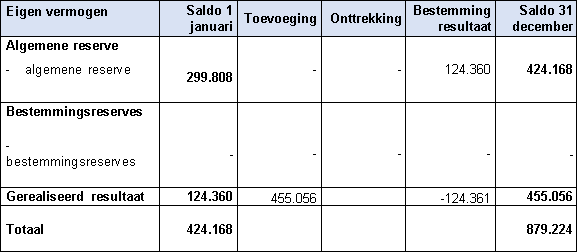 Eigen vermogen Saldo 1 januari Toevoeging Onttrekking Bestemming resultaat Saldo 31 december
Algemene reserve
- algemene reserve 299.808 - - 124.360 424.168
Bestemmingsreserves
-
bestemmingsreserves - - - - -
Gerealiseerd resultaat 124.360 455.056 -124.361 455.056
Totaal 424.168 879.224